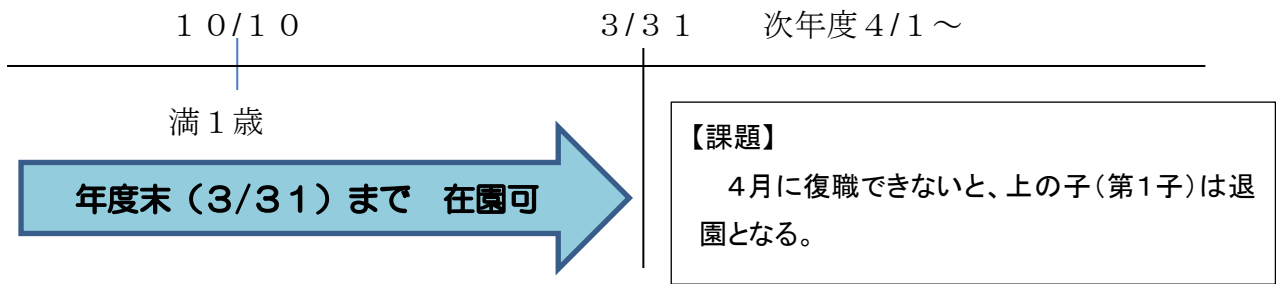 １０/１０　３/３１　次年度４/１～
満１歳
年度末（３/３１）まで　在園可
【課題】
　４月に復職できないと、上の子（第１子）は退
園となる。